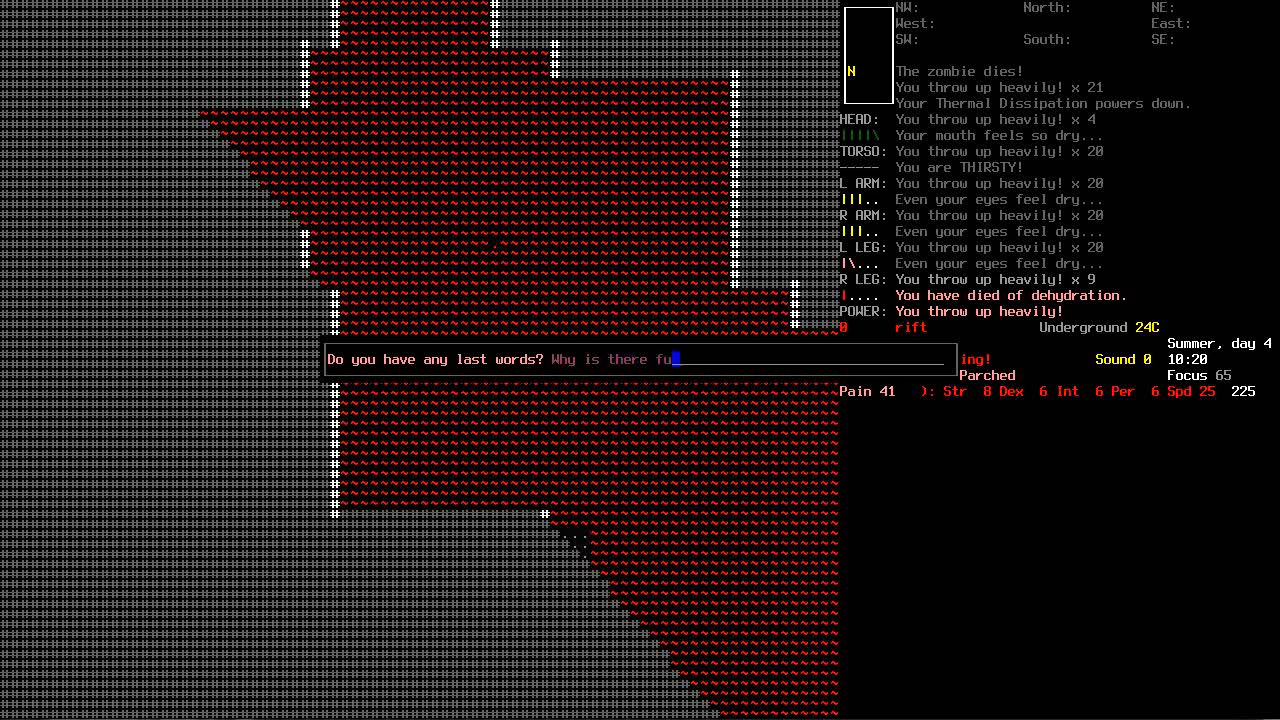 NW: North: NE:
West: East:
SW: South: SE:
N The zombie dies!
You throw up heavily! x 21
Your Thermal Dissipation powers down.
HEAD: You throw up heavily! x 4
||||\ Your mouth feels so dry...
TORSO: You throw up heavily! x 20
----- You are THIRSTY!
L ARM: You throw up heavily! x 20
|||.. Even your eyes feel dry...
R ARM: You throw up heavily! x 20
|||.. Even your eyes feel dry...
L LEG: You throw up heavily! x 20
|\... Even your eyes feel dry...
R LEG: You throw up heavily! x 9
|.... You have died of dehydration.
POWER: You throw up heavily!
0 rift Underground 24C
Summer, day 4
Do you have any last words? Why is there fu
ing! Sound 0 10:20
Parched Focus 65
Pain 41 ): Str 8 Dex 6 Int 6 Per 6 Spd 25 225